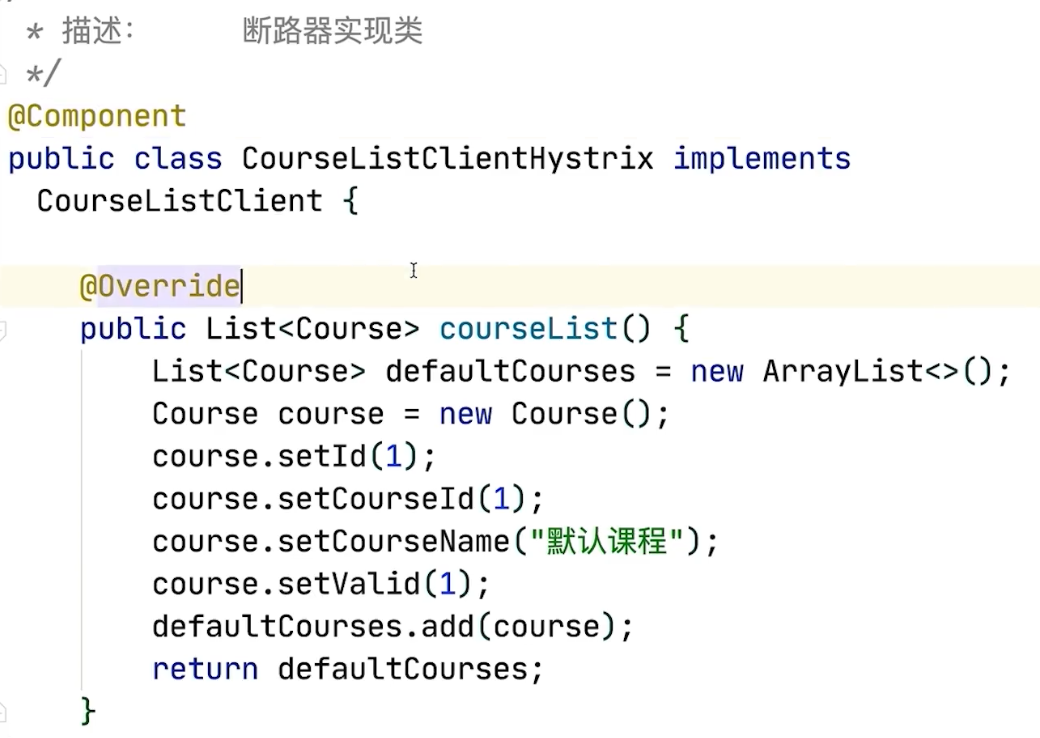 * 描述:     断路器实现类
*/
@Component
public class CourseListClientHystrix implements
CourseListClient {
@Override
public List<Course> courseList() {
List<Course> defaultCourses = new ArrayList<>();
Course course = new Course();
course.setId(1);
course.setCourseId(1);
course.setCourseName("默认课程");
course.setValid(1);
defaultCourses.add(course);
return defaultCourses;
}